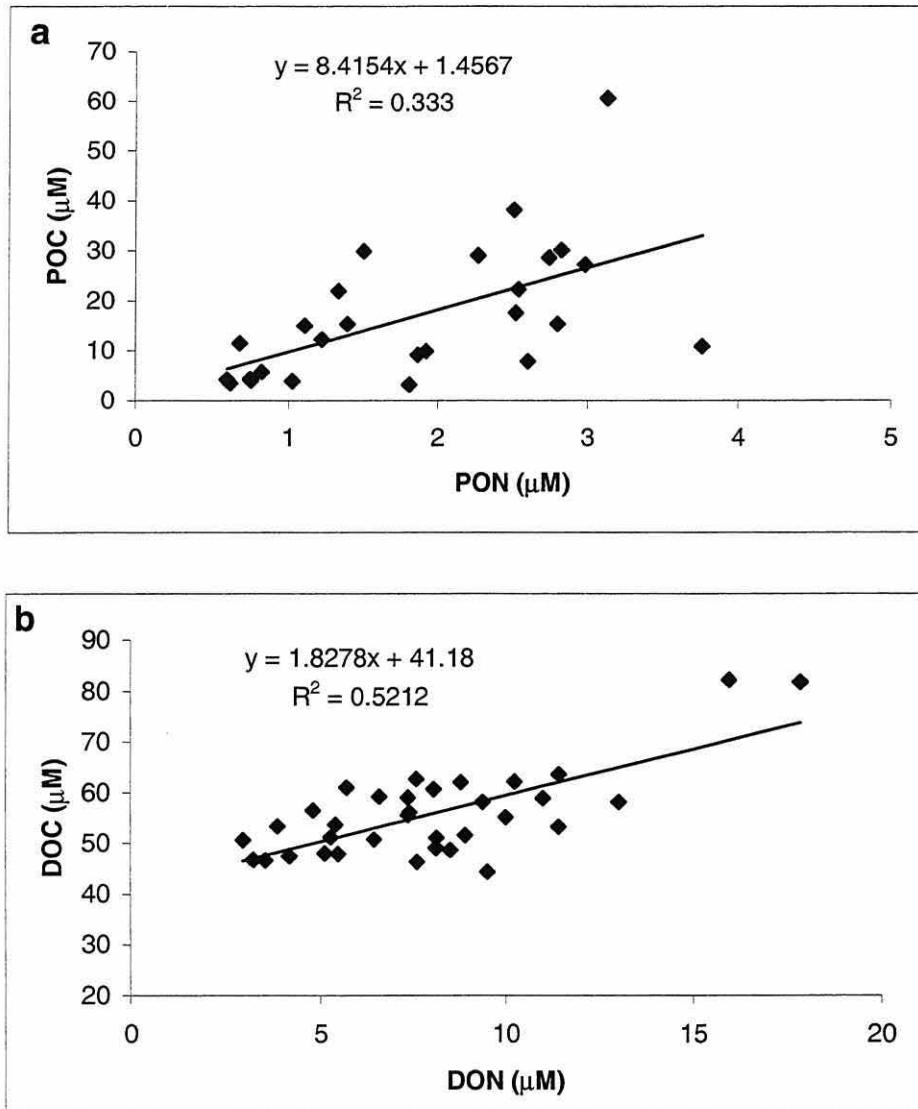 a
y = 8.4154x + 1.4567
R² = 0.333
70
60
50
40
30
20
10
0
POC (μM)
0 1 2 3 4 5
PON (μM)
b
y = 1.8278x + 41.18
R² = 0.5212
90
80
70
60
50
40
30
20
DOC (μM)
0 5 10 15 20
DON (μM)